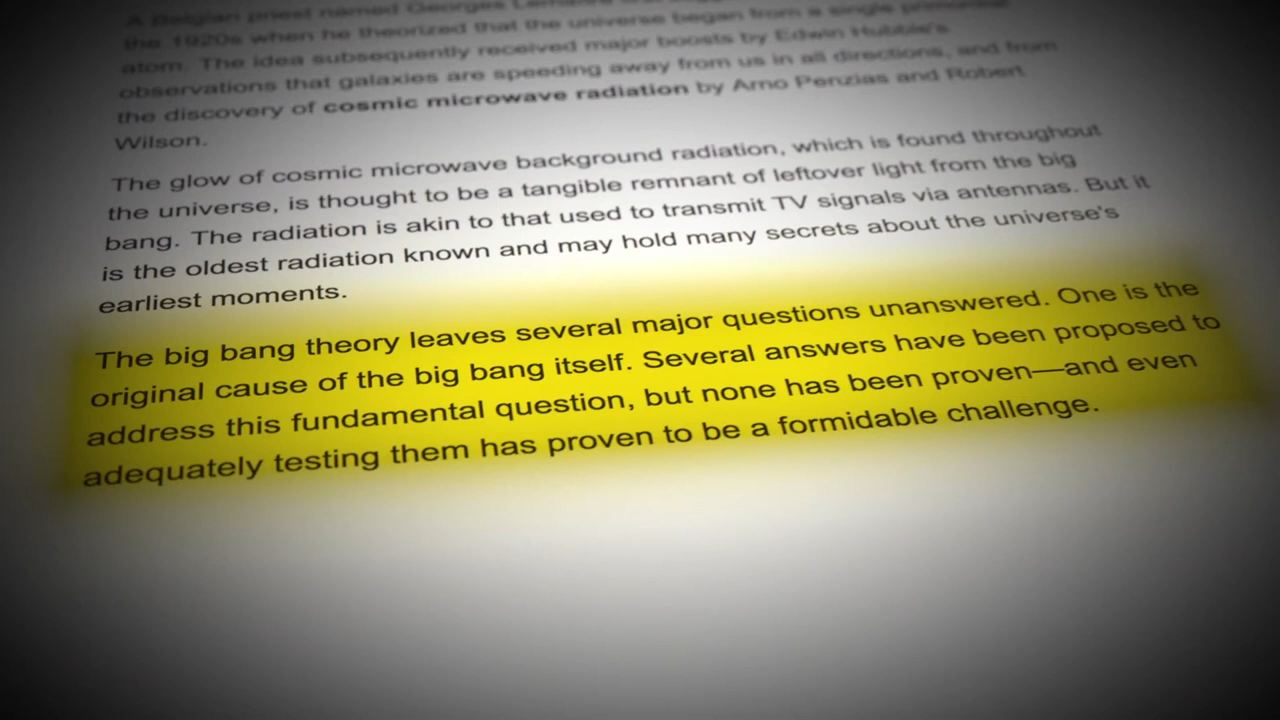 A Belgian priest named Georges
the 1920s when he theorized that the universe began from a single primordial
atom. The idea subsequently received major boosts by Edwin Hubble's
observations that galaxies are speeding away from us in all directions, and from
the discovery of cosmic microwave radiation by Arno Penzias and Robert
Wilson.
The glow of cosmic microwave background radiation, which is found throughout
the universe, is thought to be a tangible remnant of leftover light from the big
bang. The radiation is akin to that used to transmit TV signals via antennas. But it
is the oldest radiation known and may hold many secrets about the universe's
earliest moments.
The big bang theory leaves several major questions unanswered. One is the
original cause of the big bang itself. Several answers have been proposed to
address this fundamental question, but none has been proven—and even
adequately testing them has proven to be a formidable challenge.